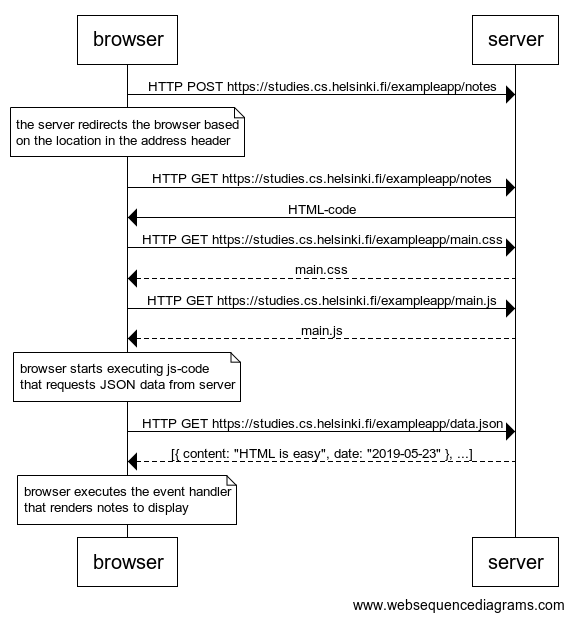 browser
server
HTTP POST https://studies.cs.helsinki.fi/exampleapp/notes
the server redirects the browser based
on the location in the address header
HTTP GET https://studies.cs.helsinki.fi/exampleapp/notes
HTML-code
HTTP GET https://studies.cs.helsinki.fi/exampleapp/main.css
main.css
HTTP GET https://studies.cs.helsinki.fi/exampleapp/main.js
main.js
browser starts executing js-code
that requests JSON data from server
HTTP GET https://studies.cs.helsinki.fi/exampleapp/data.json
[{ content: "HTML is easy", date: "2019-05-23" }, ...]
browser executes the event handler
that renders notes to display
browser
server
www.websequencediagrams.com